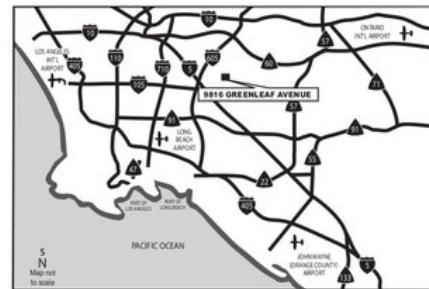 10
10
57
ONTARIO
INT'L AIRPORT
LOS ANGELES
INT'L
AIRPORT
405
110
710
5
605
60
71
105
9816 GREENLEAF AVENUE
57
91
91
LONG
BEACH
AIRPORT
55
47
22
PORT OF
LOS ANGELES
PORT OF
LONG BEACH
405
PACIFIC OCEAN
S
N
Map not
to scale
JOHN WAYNE
(ORANGE COUNTY)
AIRPORT
133
5